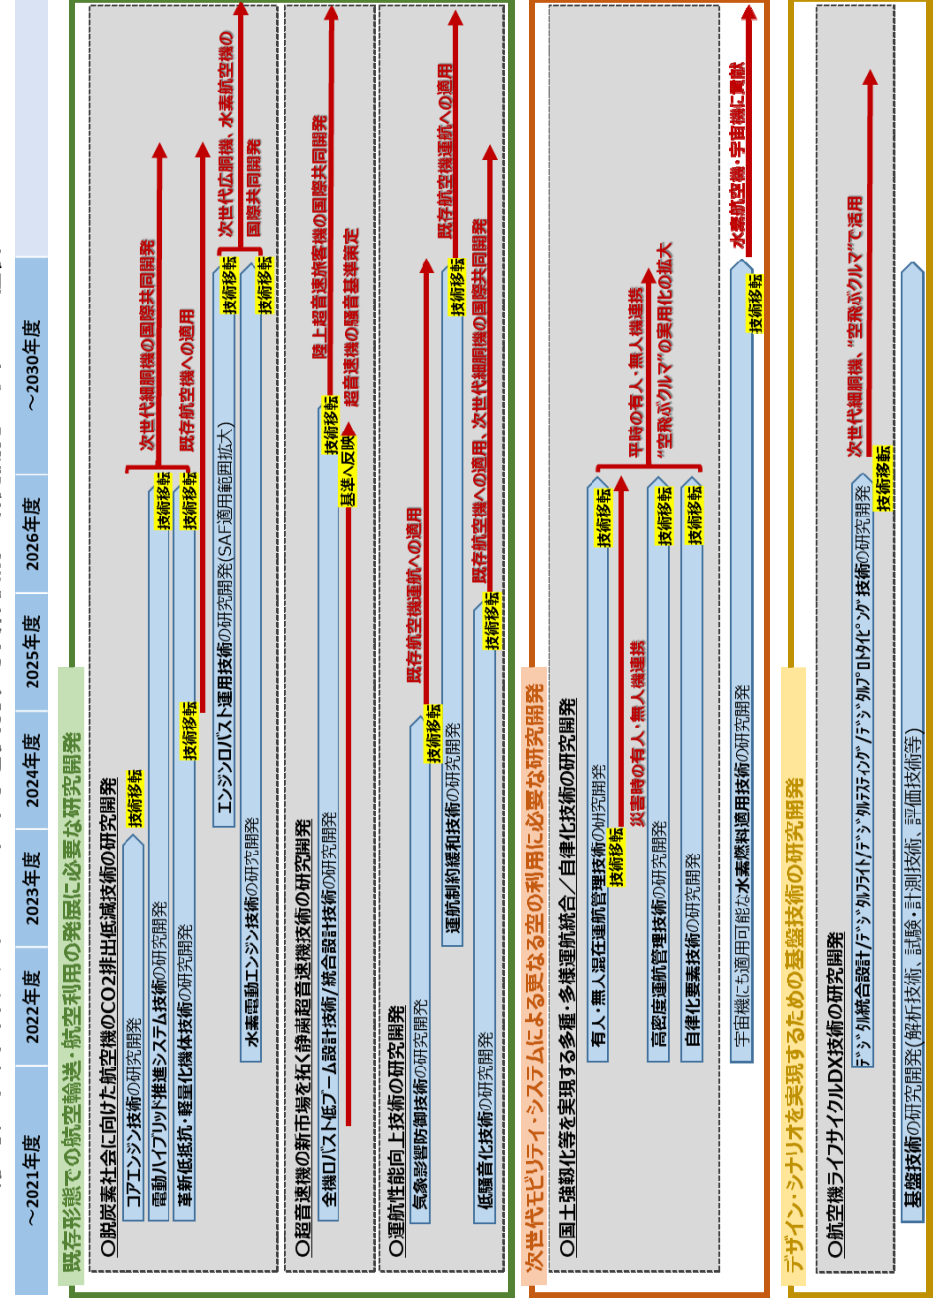 ～2021年度
2022年度
2023年度
2024年度
2025年度
2026年度
～2030年度
既存形態での航空輸送・航空利用の発展に必要な研究開発
〇脱炭素社会に向けた航空機のCO2排出低減技術の研究開発
コアエンジン技術の研究開発
技術移転
電動ハイブリッド推進システム技術の研究開発
技術移転
次世代細胴機の国際共同開発
革新低抵抗・軽量化機体技術の研究開発
技術移転
技術移転
既存航空機への適用
エンジンロバスト運用技術の研究開発(SAF適用範囲拡大)
技術移転
水素電動エンジン技術の研究開発
技術移転
次世代広胴機、水素航空機の
国際共同開発
〇超音速機の新市場を拓く静粛超音速機技術の研究開発
全機ロバスト低ブーム設計技術/統合設計技術の研究開発
技術移転
陸上超音速旅客機の国際共同開発
基準へ反映
超音速機の騒音基準策定
〇運航性能向上技術の研究開発
気象影響防御技術の研究開発
技術移転
既存航空機運航への適用
運航制約緩和技術の研究開発
技術移転
既存航空機運航への適用
低騒音化技術の研究開発
技術移転
既存航空機への適用、次世代細胴機の国際共同開発
次世代モビリティ・システムによる更なる空の利用に必要な研究開発
〇国土強靱化等を実現する多種・多様運航統合／自律化技術の研究開発
有人・無人混在運航管理技術の研究開発
技術移転
技術移転
災害時の有人・無人機連携
高密度運航管理技術の研究開発
技術移転
自律化要素技術の研究開発
技術移転
平時の有人・無人機連携
“空飛ぶクルマ”の実用化の拡大
宇宙機にも適用可能な水素燃料適用技術の研究開発
技術移転
水素航空機・宇宙機に貢献
デザイン・シナリオを実現するための基盤技術の研究開発
〇航空機ライフサイクルDX技術の研究開発
ﾃﾞｼﾞﾀﾙ統合設計/ﾃﾞｼﾞﾀﾙﾌﾗｲﾄ/ﾃﾞｼﾞﾀﾙﾃｽﾃｨﾝｸﾞ/ﾃﾞｼﾞﾀﾙﾌﾟﾛﾄﾀｲﾋﾟﾝｸﾞ技術の研究開発
技術移転
次世代細胴機、“空飛ぶクルマ”で活用
基盤技術の研究開発(解析技術、試験・計測技術、評価技術等)